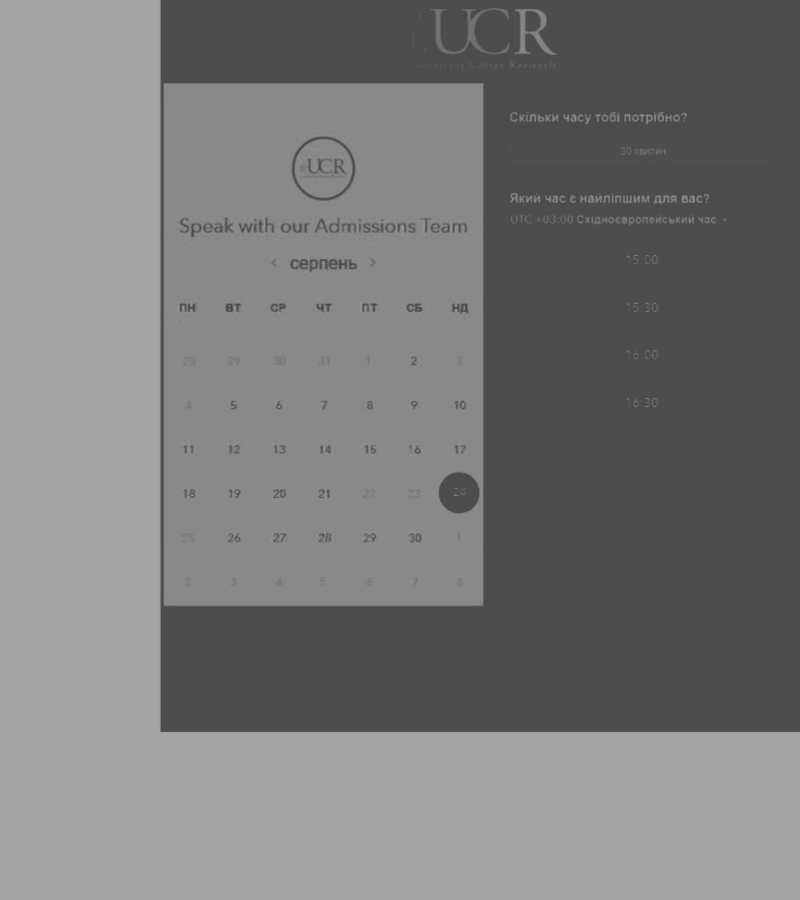 UCR
University College Roosevelt
UCR
Speak with our Admissions Team
< серпень >
ПН ВТ СР ЧТ ПТ СБ НД
28 29 30 31 1 2 3
4 5 6 7 8 9 10
11 12 13 14 15 16 17
18 19 20 21 22 23 24
25 26 27 28 29 30 1
2 3 4 5 6 7 8
Скільки часу тобі потрібно?
30 хвилин
Який час є найліпшим для вас?
UTC +03:00 Східноєвропейський час
15:00
15:30
16:00
16:30